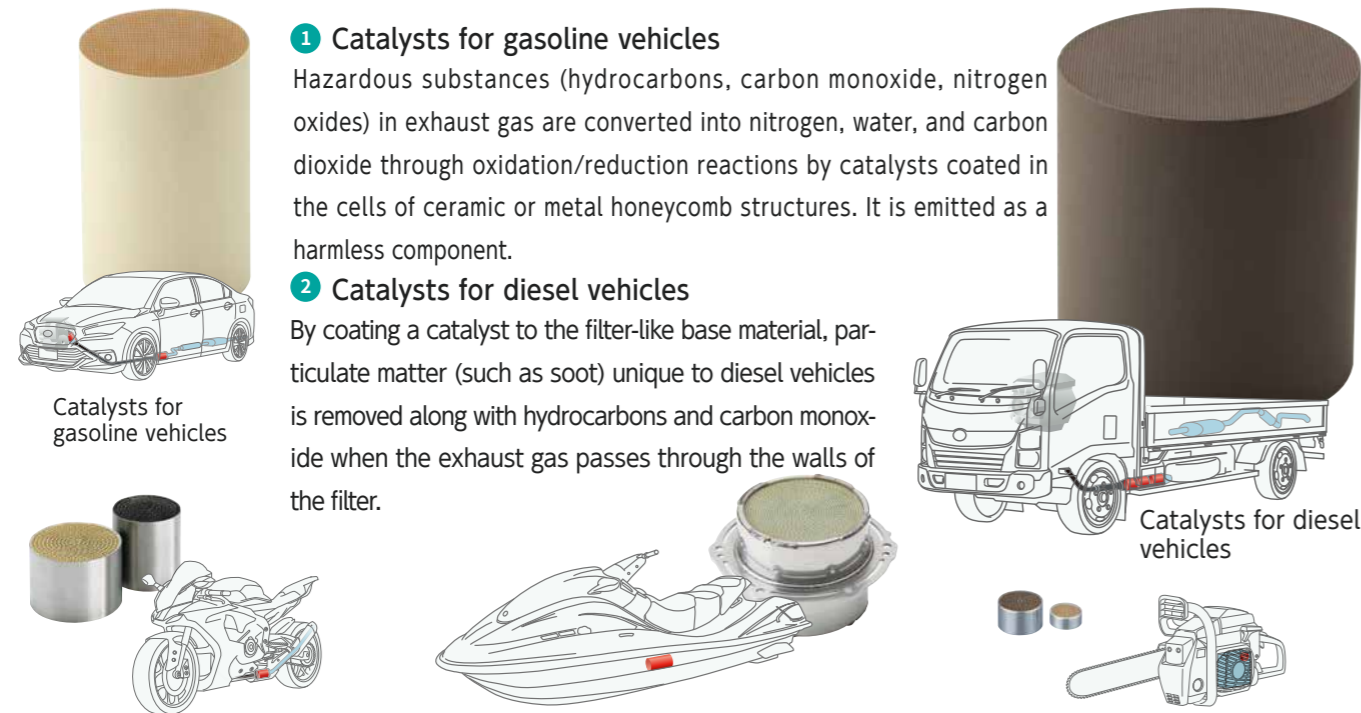 1 Catalysts for gasoline vehicles
Hazardous substances (hydrocarbons, carbon monoxide, nitrogen
oxides) in exhaust gas are converted into nitrogen, water, and carbon
dioxide through oxidation/reduction reactions by catalysts coated in
the cells of ceramic or metal honeycomb structures. It is emitted as a
harmless component.
2 Catalysts for diesel vehicles
By coating a catalyst to the filter-like base material, par-
ticulate matter (such as soot) unique to diesel vehicles
is removed along with hydrocarbons and carbon monox-
ide when the exhaust gas passes through the walls of
the filter.
Catalysts for
gasoline vehicles
Catalysts for diesel
vehicles